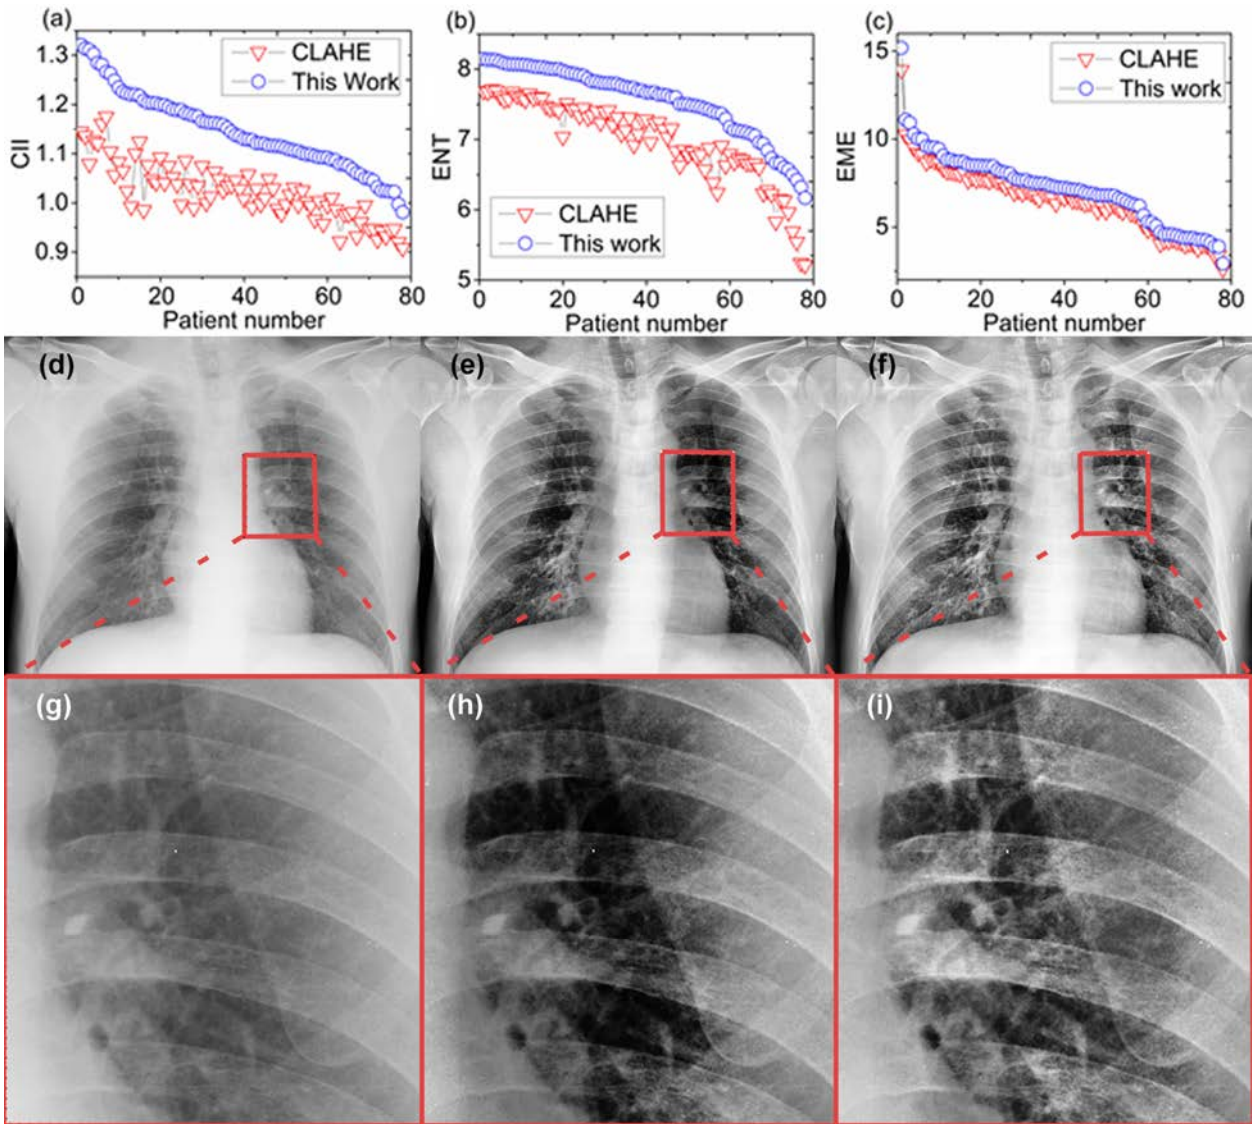 (a)
CLAHE
This Work
1.3
1.2
1.1
1.0
0.9
CII
0 20 40 60 80
Patient number
(b)
CLAHE
This work
8
7
6
5
ENT
0 20 40 60 80
Patient number
(c)
CLAHE
This work
15
10
5
EME
0 20 40 60 80
Patient number
(d)
(e)
(f)
(g)
(h)
(i)